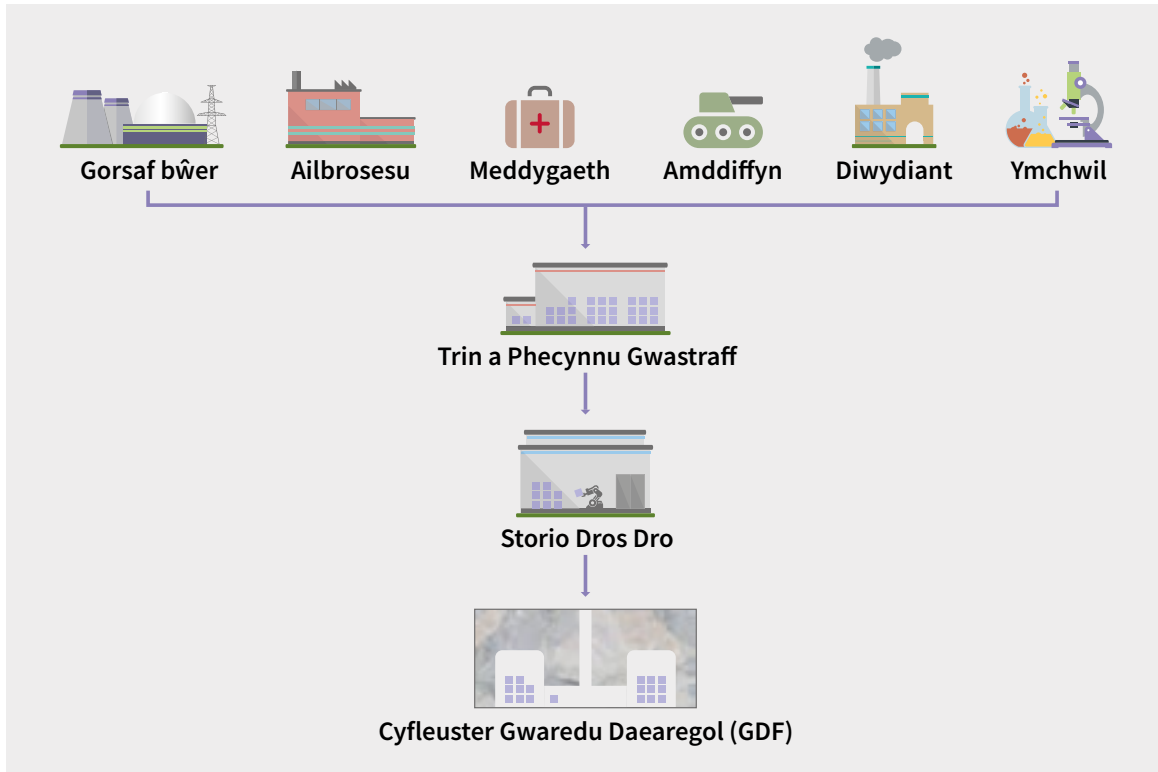 Gorsaf bŵer
Ailbrosesu
Meddygaeth
Amddiffyn
Diwydiant
Ymchwil
Trin a Phecynnu Gwastraff
Storio Dros Dro
Cyfleuster Gwaredu Daearegol (GDF)